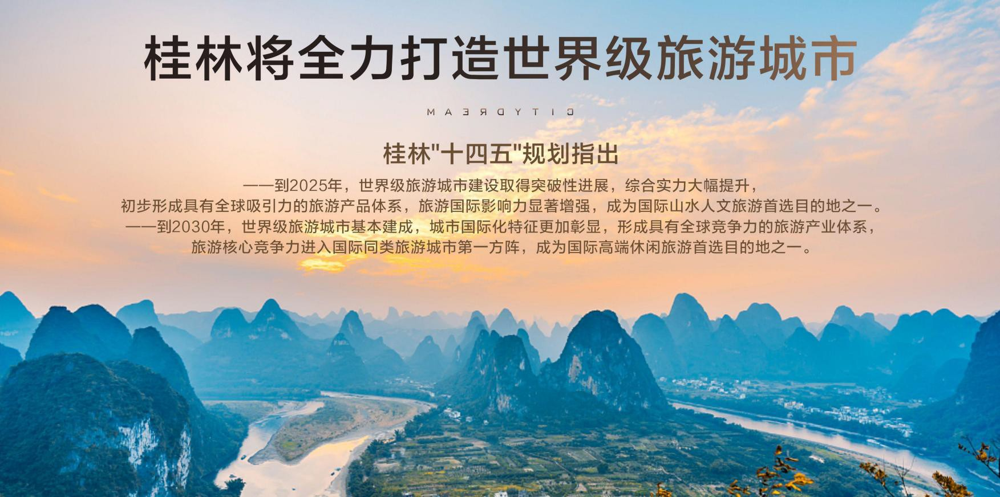 桂林将全力打造世界级旅游城市
CITYDREAM
桂林"十四五"规划指出
——到2025年，世界级旅游城市建设取得突破性进展，综合实力大幅提升，
初步形成具有全球吸引力的旅游产品体系，旅游国际影响力显著增强，成为国际山水人文旅游首选目的地之一。
——到2030年，世界级旅游城市基本建成，城市国际化特征更加彰显，形成具有全球竞争力的旅游产业体系，
旅游核心竞争力进入国际同类旅游城市第一方阵，成为国际高端休闲旅游首选目的地之一。